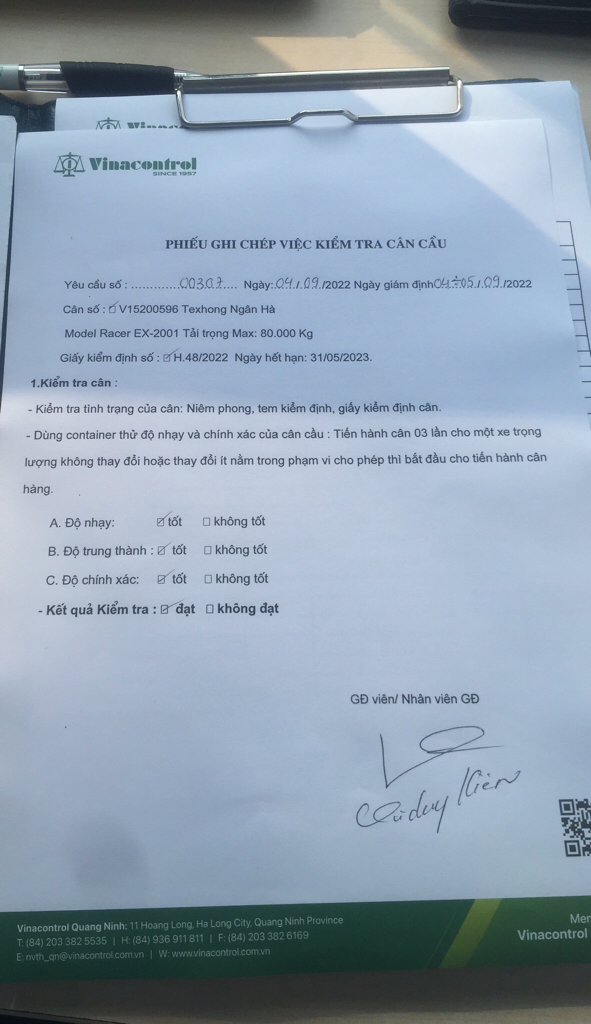 Vinacontrol
SINCE 1957
PHIẾU GHI CHÉP VIỆC KIỂM TRA CÂN CẦU
Yêu cầu số : ................00307.... Ngày: 04/.09./2022 Ngày giám định 04÷05/.09./2022
Cân số : ☑ V15200596 Texhong Ngân Hà
Model Racer EX-2001 Tải trọng Max: 80.000 Kg
Giấy kiểm định số : ☑ H.48/2022 Ngày hết hạn: 31/05/2023.
1.Kiểm tra cân :
- Kiểm tra tình trạng của cân: Niêm phong, tem kiểm định, giấy kiểm định cân.
- Dùng container thử độ nhạy và chính xác của cân cầu : Tiến hành cân 03 lần cho một xe trọng
lượng không thay đổi hoặc thay đổi ít nằm trong phạm vi cho phép thì bắt đầu cho tiến hành cân
hàng.
A. Độ nhạy: ☑ tốt ☐ không tốt
B. Độ trung thành : ☑ tốt ☐ không tốt
C. Độ chính xác: ☑ tốt ☐ không tốt
- Kết quả Kiểm tra : ☑ đạt ☐ không đạt
GĐ viên/ Nhân viên GĐ
duy Kiên
Vinacontrol Quang Ninh: 11 Hoang Long, Ha Long City, Quang Ninh Province
T: (84) 203 382 5535 | H: (84) 936 911 811 | F: (84) 203 382 6169
E: nvth_qn@vinacontrol.com.vn | W: www.vinacontrol.com.vn
Vinacontrol